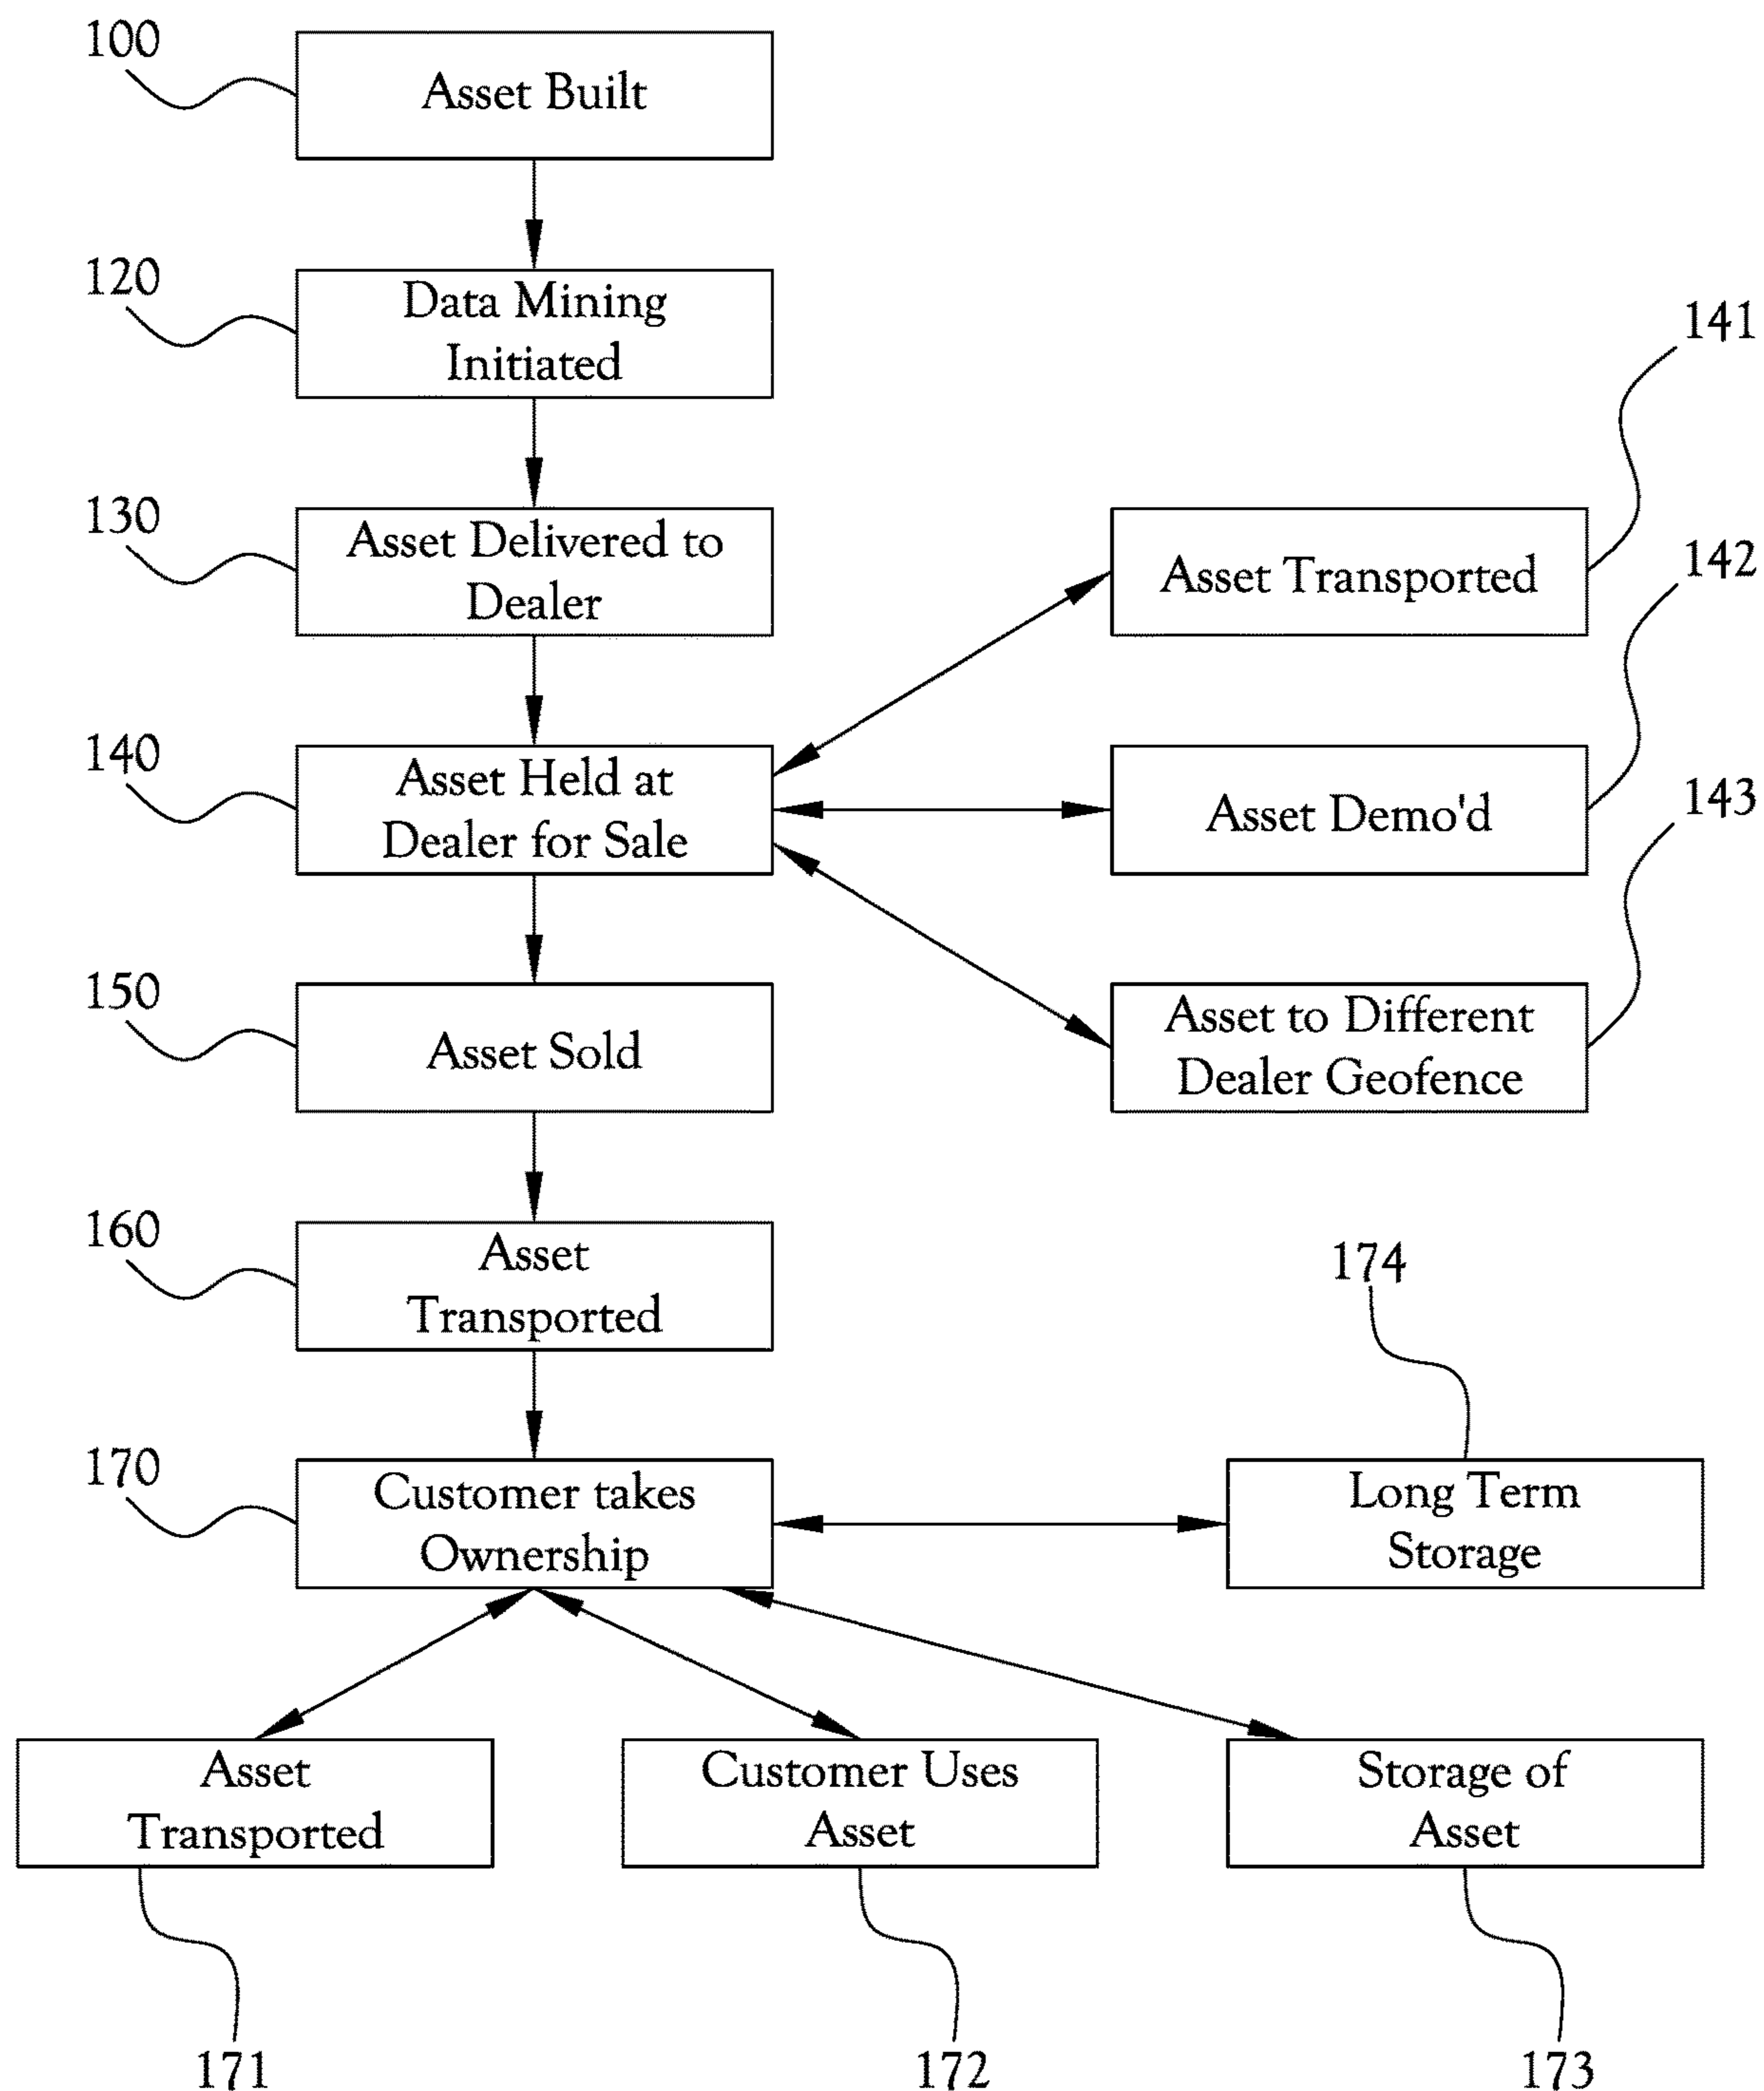 100
Asset Built
120
Data Mining
Initiated
141
130
Asset Delivered to
Dealer
Asset Transported
142
140
Asset Held at
Dealer for Sale
Asset Demo'd
143
150
Asset Sold
Asset to Different
Dealer Geofence
160
Asset
Transported
174
170
Customer takes
Ownership
Long Term
Storage
Asset
Transported
Customer Uses
Asset
Storage of
Asset
171
172
173